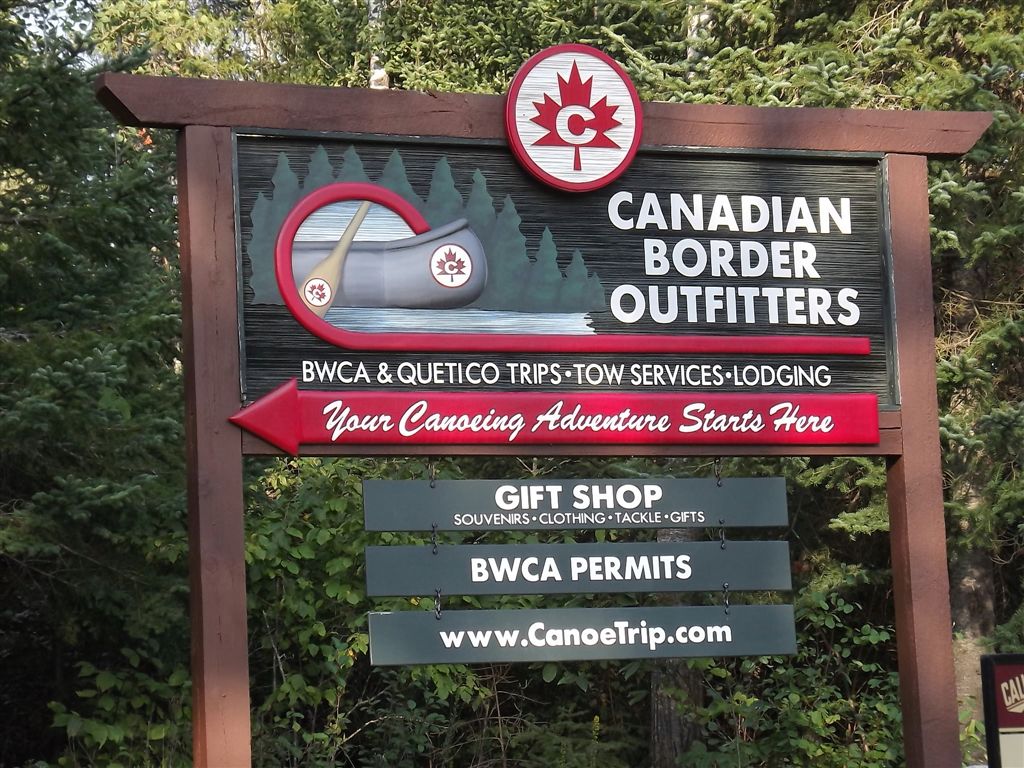 C
CANADIAN
BORDER
OUTFITTERS
C
C
BWCA & QUETICO TRIPS·TOW SERVICES·LODGING
Your Canoeing Adventure Starts Here
GIFT SHOP
SOUVENIRS·CLOTHING·TACKLE·GIFTS
BWCA PERMITS
www.CanoeTrip.com